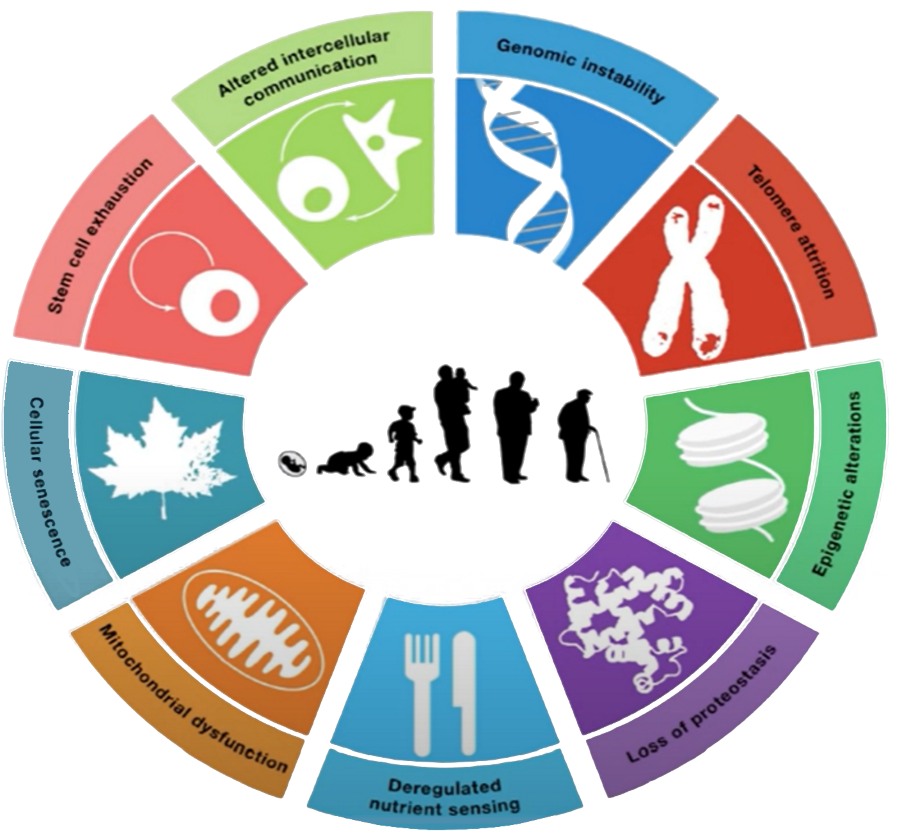 Altered intercellular
communication
Genomic instability
Telomere attrition
Epigenetic alterations
Loss of proteostasis
Deregulated
nutrient sensing
Mitochondrial dysfunction
Cellular senescence
Stem cell exhaustion